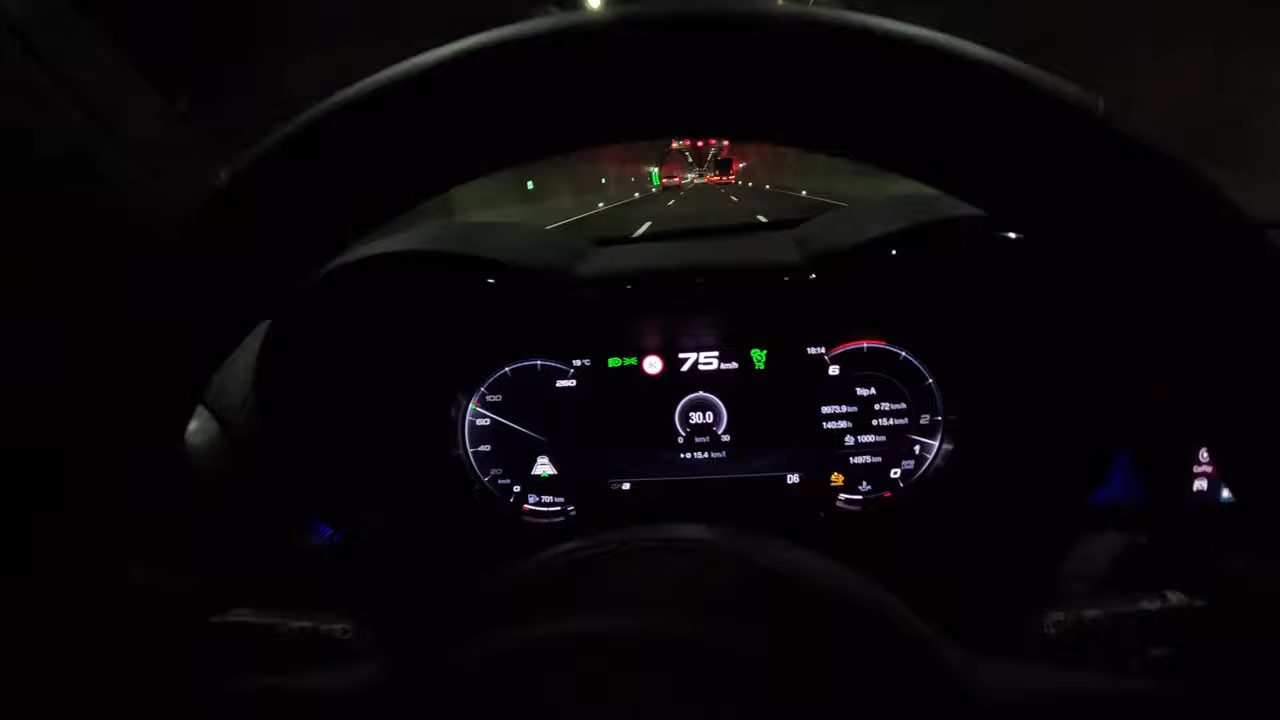 19 °C
75 km/h
75
18:14
260
100
60
40
20
km/h
0
701 km
30.0
0 km/l 30
ø 15.4 km/l
D6
6
2
1
0
Trip A
9973.9 km ø 72 km/h
140:56 h ø 15.4 km/l
1000 km
14975 km
CarPlay